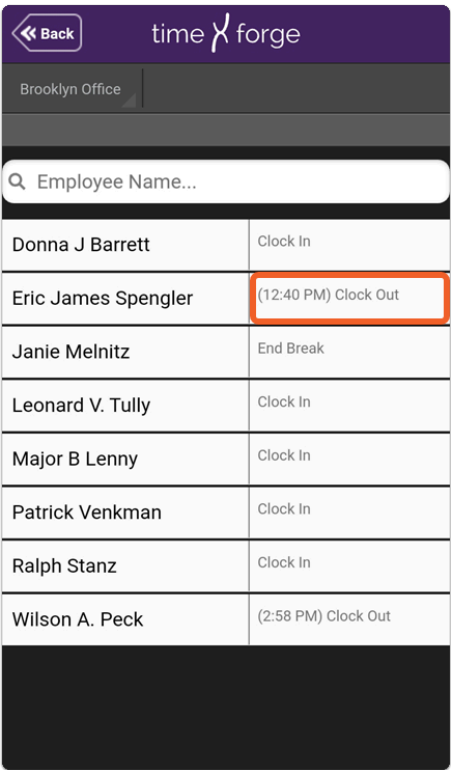 Back
time forge
Brooklyn Office
Employee Name...
Donna J Barrett Clock In
Eric James Spengler (12:40 PM) Clock Out
Janie Melnitz End Break
Leonard V. Tully Clock In
Major B Lenny Clock In
Patrick Venkman Clock In
Ralph Stanz Clock In
Wilson A. Peck (2:58 PM) Clock Out